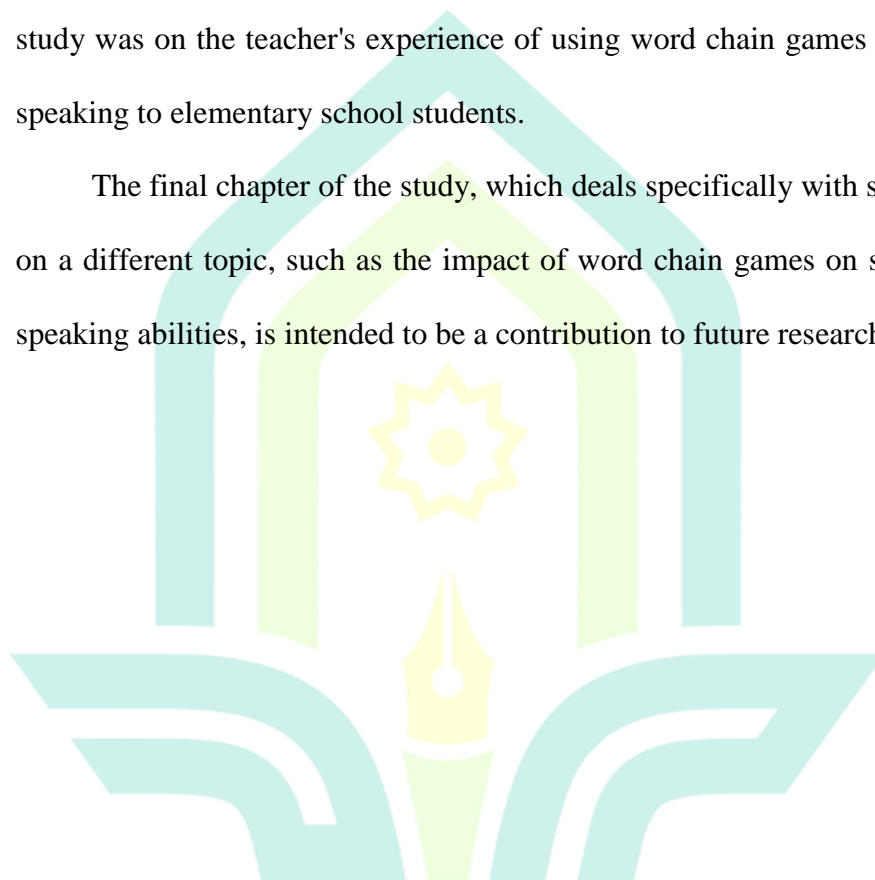 study was on the teacher's experience of using word chain games
speaking to elementary school students.
The final chapter of the study, which deals specifically with
on a different topic, such as the impact of word chain games on
speaking abilities, is intended to be a contribution to future research